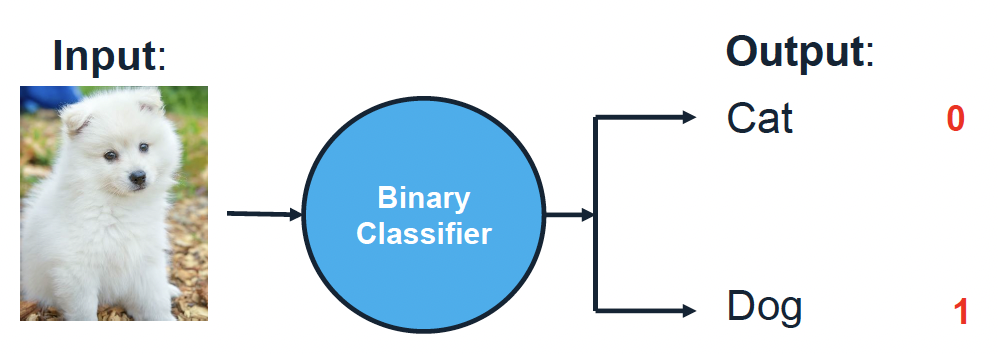 Input:
Output:
Cat 0
Binary
Classifier
Dog 1